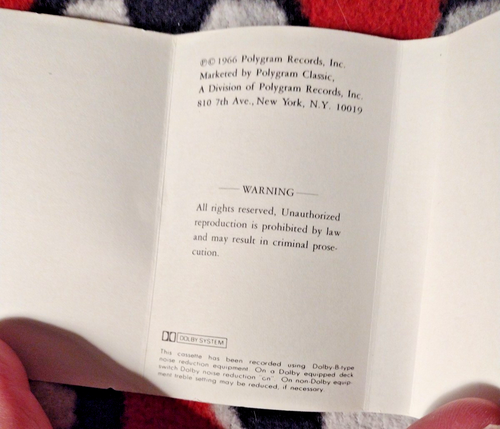 ℗© 1966 Polygram Records, Inc.
Marketed by Polygram Classic,
A Division of Polygram Records, Inc.
810 7th Ave., New York, N.Y. 10019
WARNING
All rights reserved, Unauthorized
reproduction is prohibited by law
and may result in criminal prose-
cution.
DOLBY SYSTEM
This cassette has been recorded using Dolby-B-type
noise reduction equipment. On a Dolby equipped deck
switch Dolby noise reduction "on". On non-Dolby equip-
ment treble setting may be reduced, if necessary.